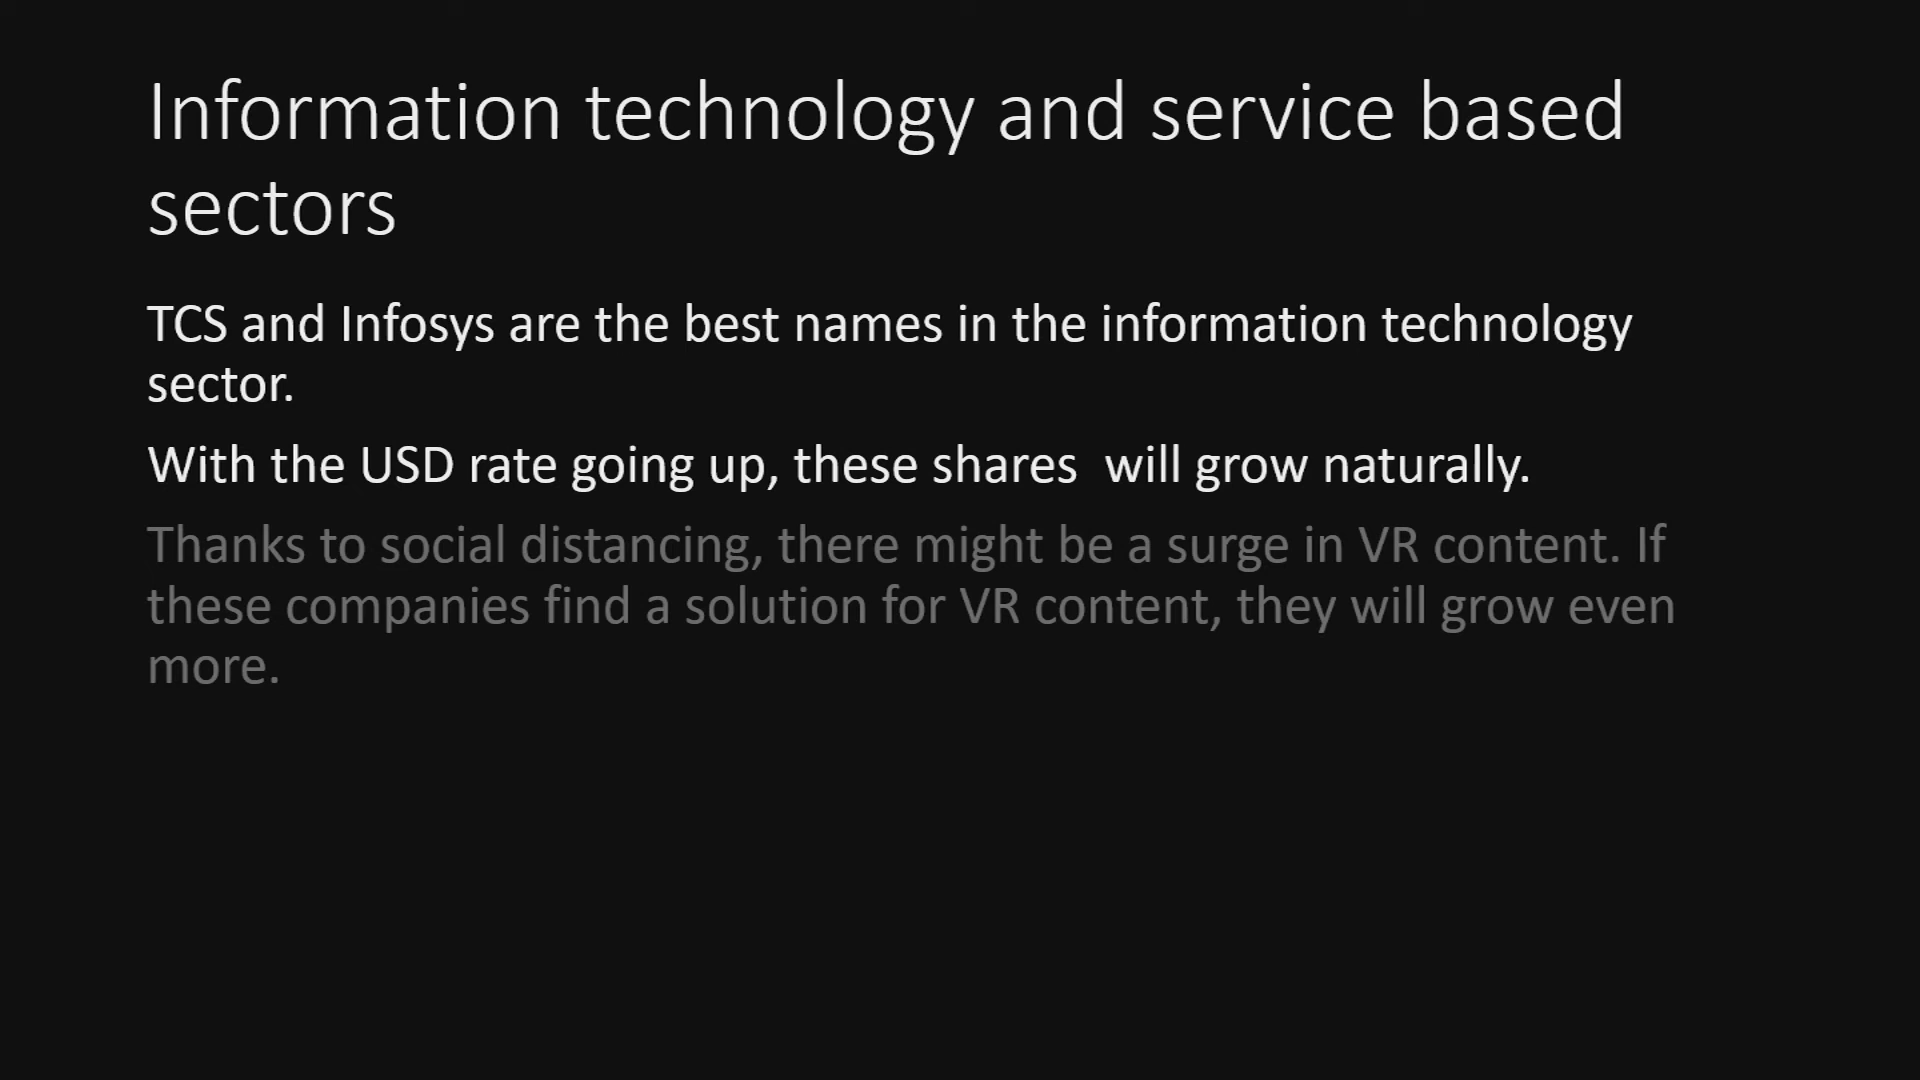 Information technology and service based
sectors
TCS and Infosys are the best names in the information technology
sector.
With the USD rate going up, these shares  will grow naturally.
Thanks to social distancing, there might be a surge in VR content. If
these companies find a solution for VR content, they will grow even
more.